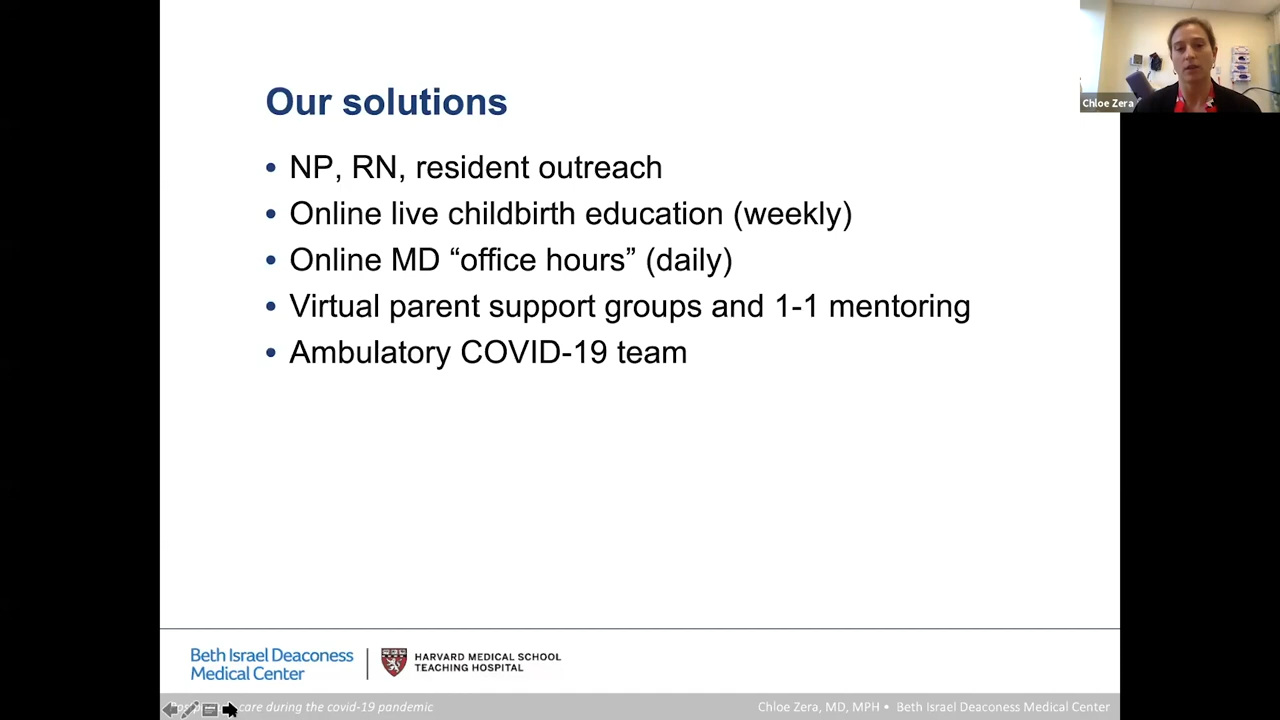 Chloe Zera
Our solutions
• NP, RN, resident outreach
• Online live childbirth education (weekly)
• Online MD “office hours” (daily)
• Virtual parent support groups and 1-1 mentoring
• Ambulatory COVID-19 team
Beth Israel Deaconess
Medical Center
HARVARD MEDICAL SCHOOL
TEACHING HOSPITAL
care during the covid-19 pandemic
Chloe Zera, MD, MPH • Beth Israel Deaconess Medical Center